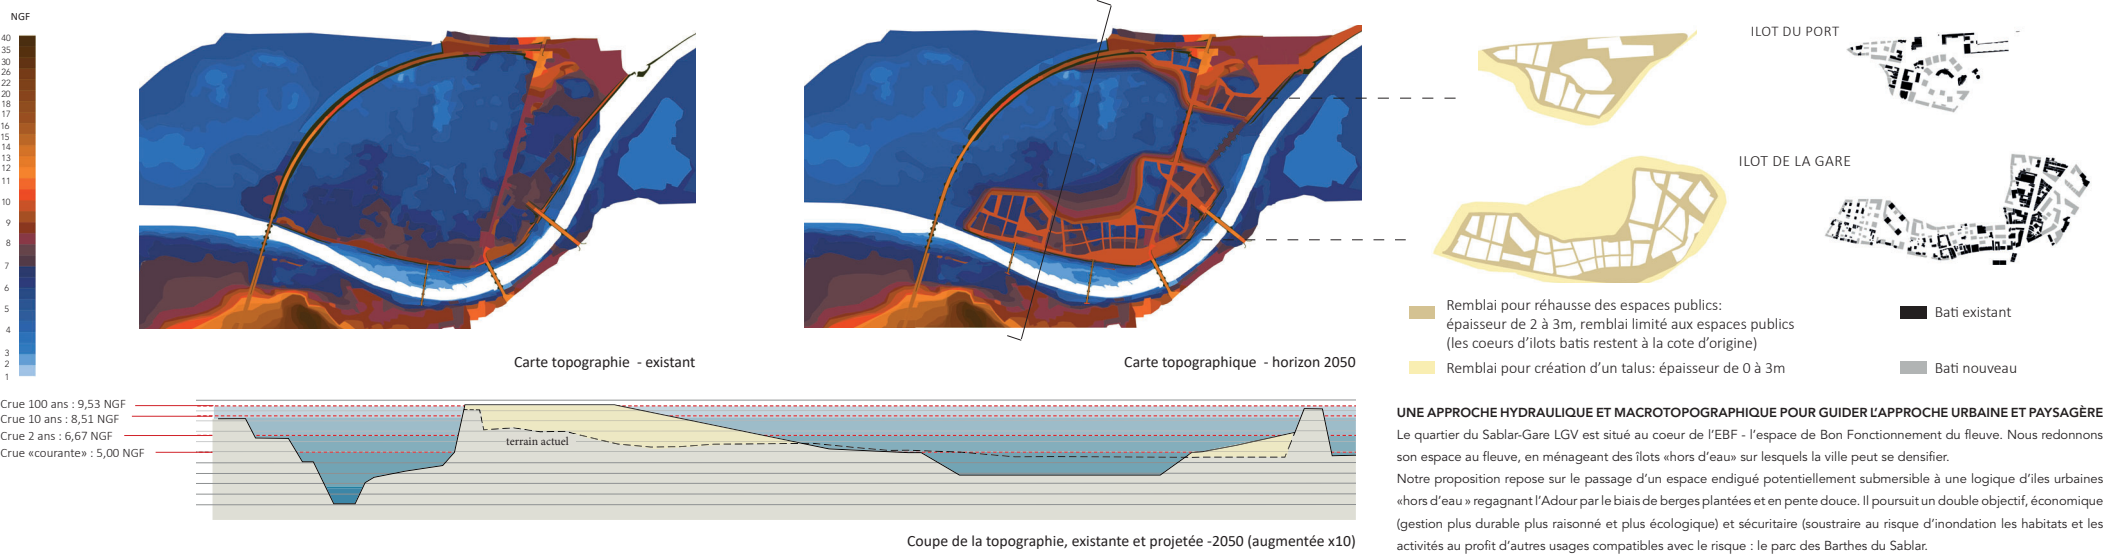 NGF
40
35
30
26
22
20
18
17
16
15
14
13
12
11
10
9
8
7
6
5
4
3
2
1
Carte topographie - existant
Carte topographique - horizon 2050
ILOT DU PORT
ILOT DE LA GARE
Remblai pour réhausse des espaces publics:
épaisseur de 2 à 3m, remblai limité aux espaces publics
(les coeurs d'ilots batis restent à la cote d'origine)
Remblai pour création d'un talus: épaisseur de 0 à 3m
Bati existant
Bati nouveau
Crue 100 ans : 9,53 NGF
Crue 10 ans : 8,51 NGF
Crue 2 ans : 6,67 NGF
Crue «courante» : 5,00 NGF
terrain actuel
Coupe de la topographie, existante et projetée -2050 (augmentée x10)
UNE APPROCHE HYDRAULIQUE ET MACROTOPOGRAPHIQUE POUR GUIDER L'APPROCHE URBAINE ET PAYSAGÈRE
Le quartier du Sablar-Gare LGV est situé au coeur de l'EBF - l'espace de Bon Fonctionnement du fleuve. Nous redonnons
son espace au fleuve, en ménageant des îlots «hors d'eau» sur lesquels la ville peut se densifier.
Notre proposition repose sur le passage d'un espace endigué potentiellement submersible à une logique d'iles urbaines
«hors d'eau » regagnant l'Adour par le biais de berges plantées et en pente douce. Il poursuit un double objectif, économique
(gestion plus durable plus raisonné et plus écologique) et sécuritaire (soustraire au risque d'inondation les habitats et les
activités au profit d'autres usages compatibles avec le risque : le parc des Barthes du Sablar.